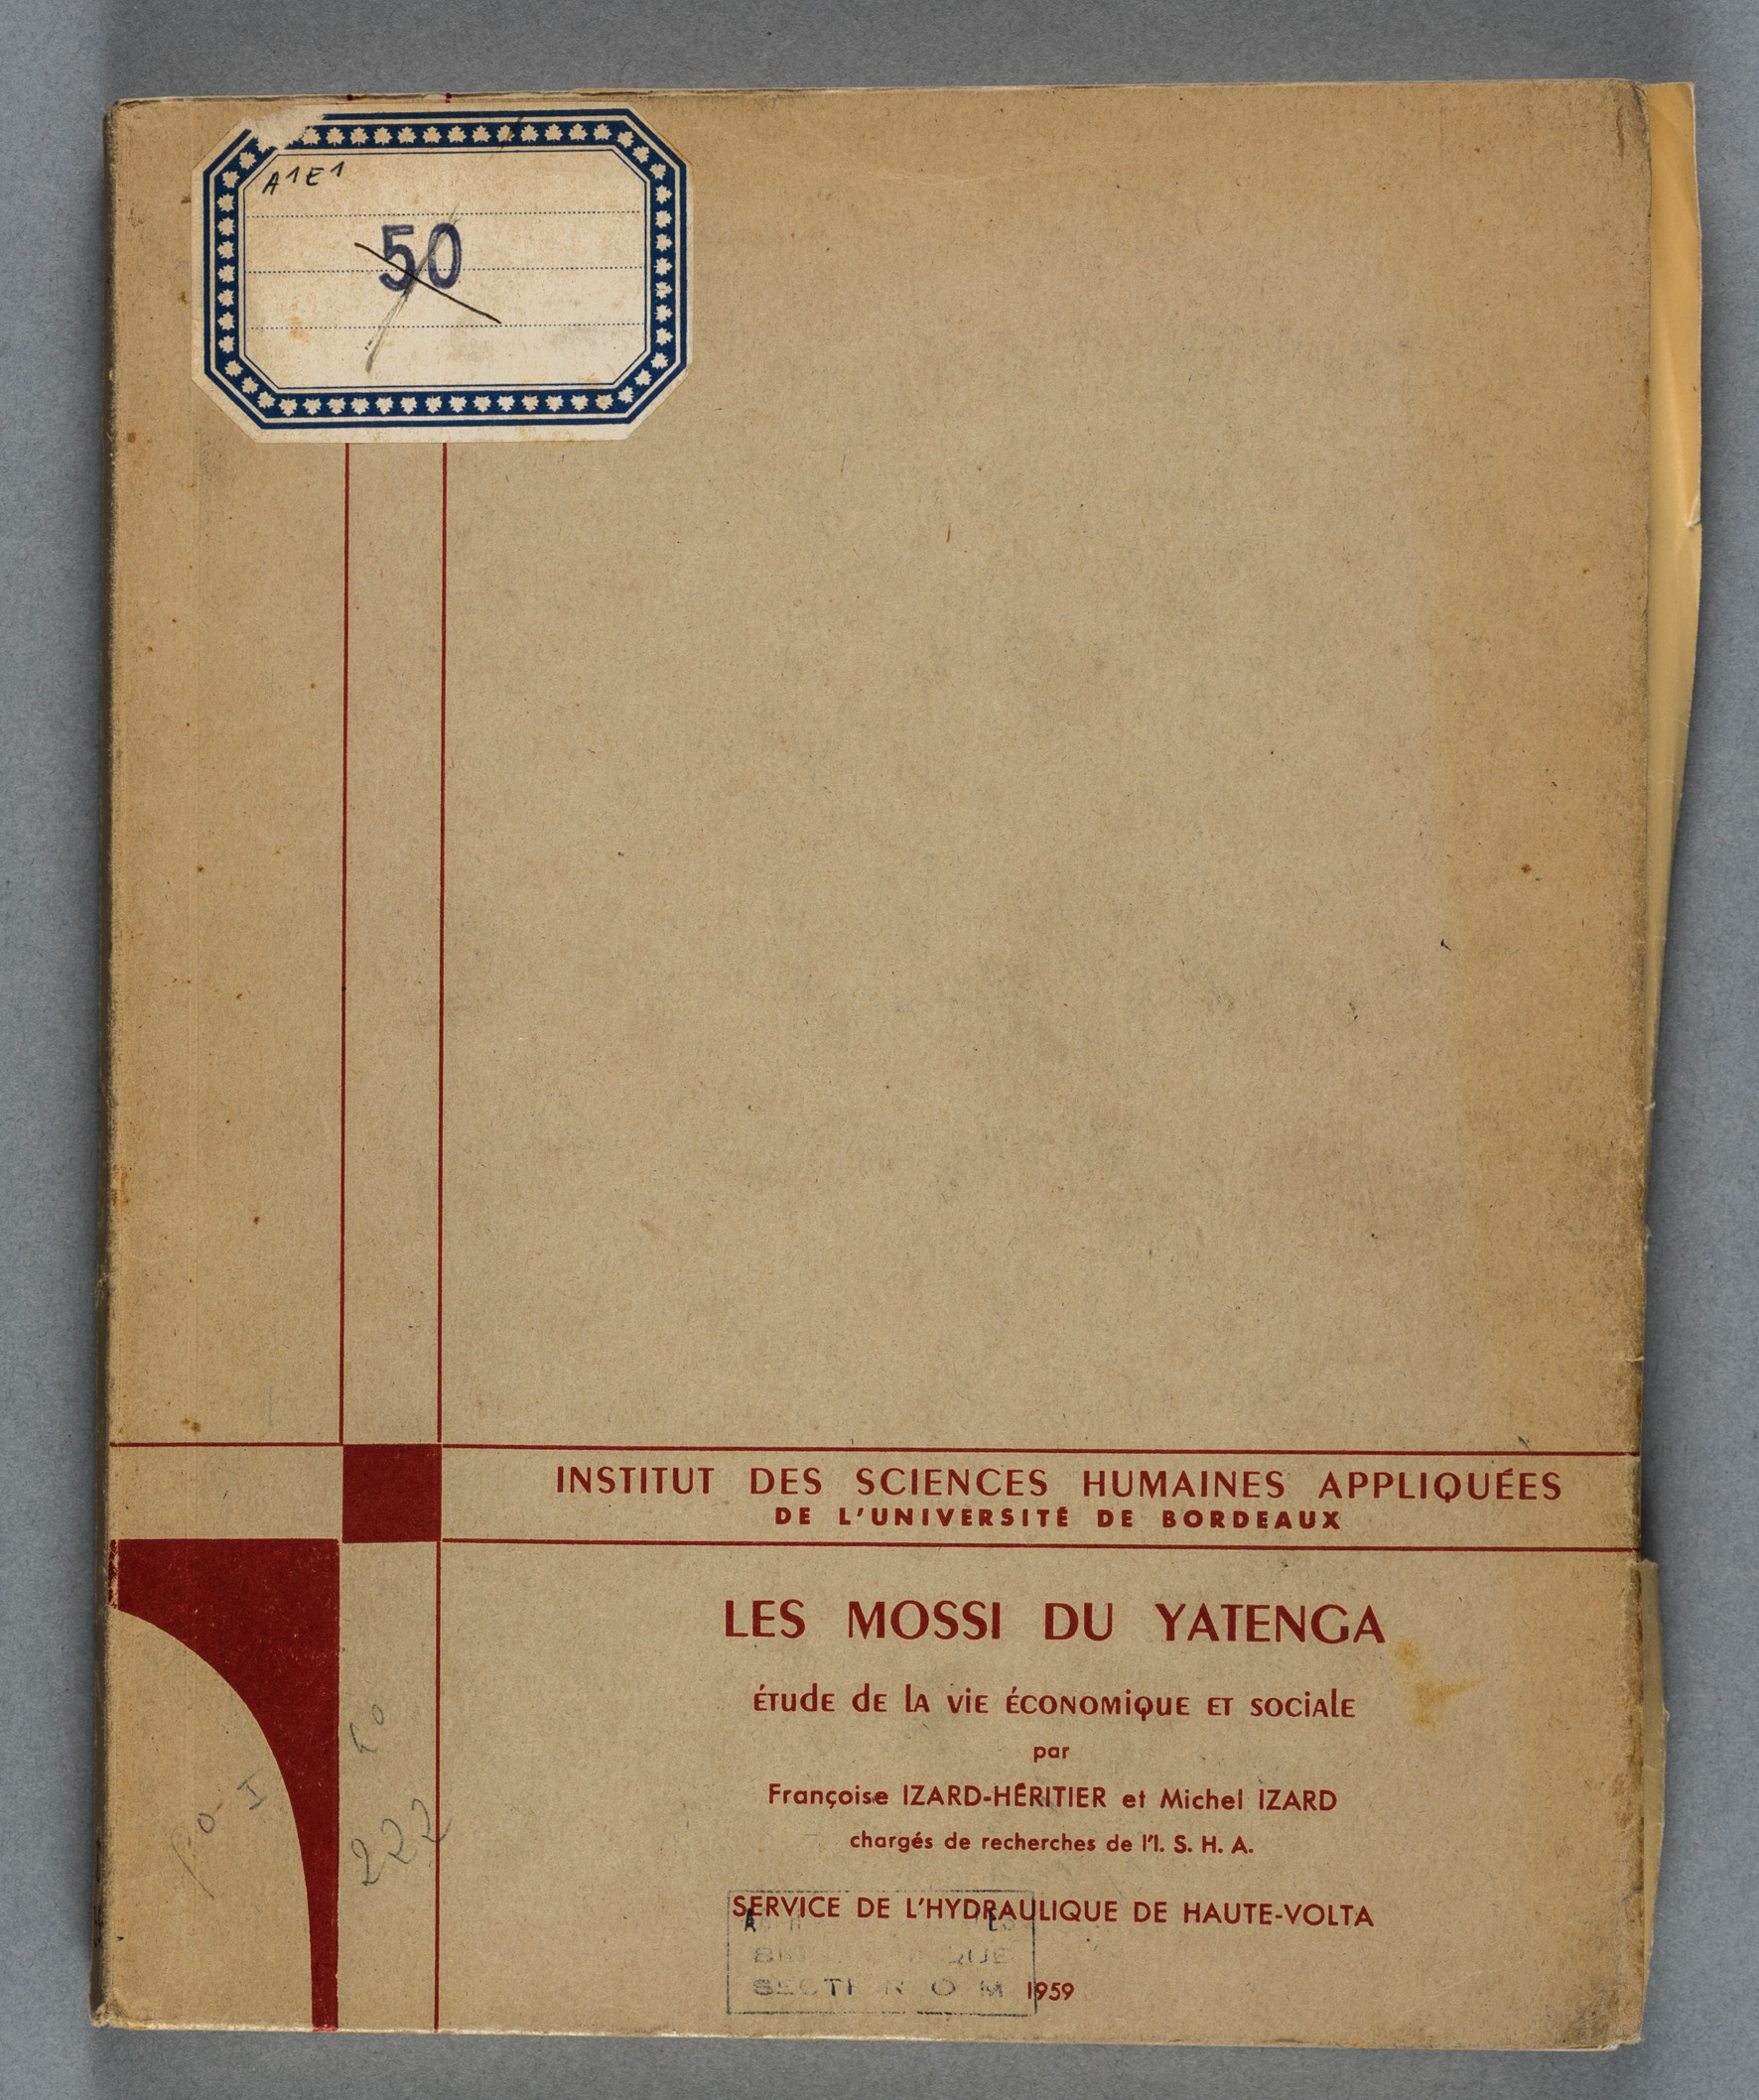 A1E1
50
INSTITUT DES SCIENCES HUMAINES APPLIQUÉES
DE L'UNIVERSITÉ DE BORDEAUX
LES MOSSI DU YATENGA
ÉTUDE DE LA VIE ÉCONOMIQUE ET SOCIALE
par
Françoise IZARD-HÉRITIER et Michel IZARD
chargés de recherches de l'I. S. H. A.
SERVICE DE L'HYDRAULIQUE DE HAUTE-VOLTA
O M
1959
222